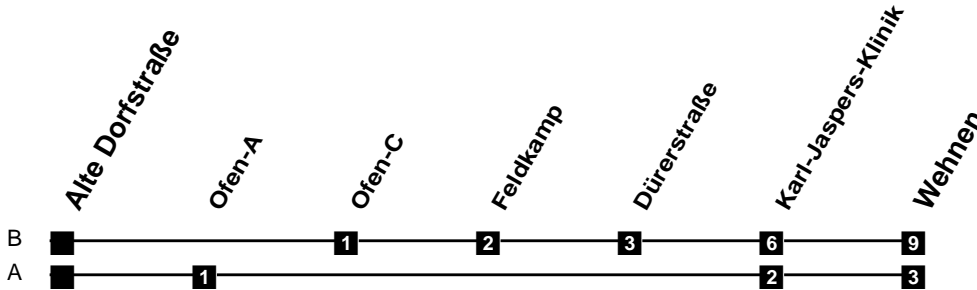 Alte Dorfstraße
Ofen-A
Ofen-C
Feldkamp
Dürerstraße
Karl-Jaspers-Klinik
Wehnen
B 1 2 3 6 9
A 1 2 3